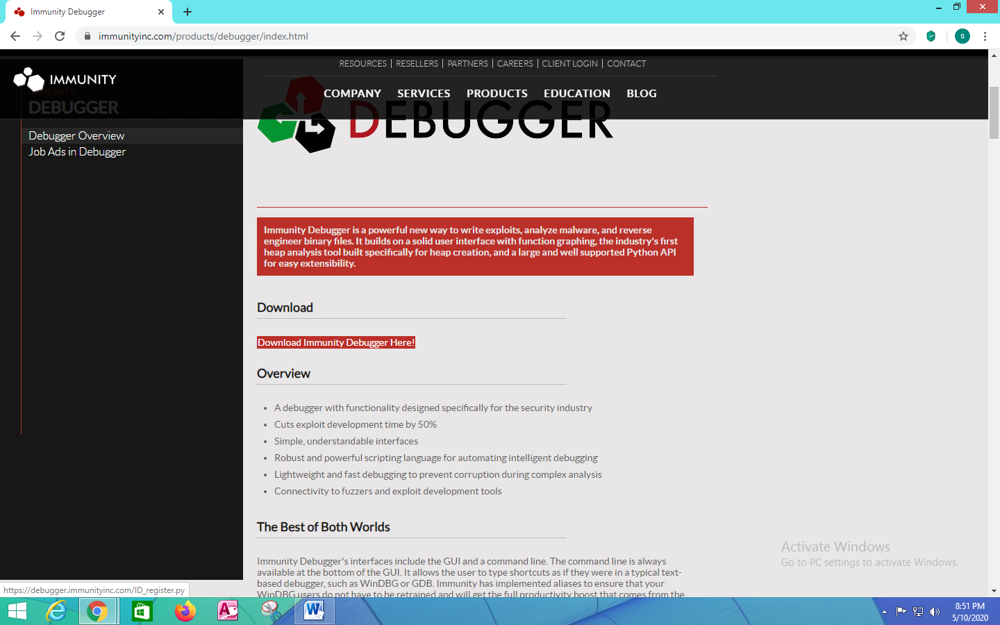 Immunity Debugger
immunityinc.com/products/debugger/index.html
S
RESOURCES | RESELLERS | PARTNERS | CAREERS | CLIENT LOGIN | CONTACT
IMMUNITY
COMPANY SERVICES PRODUCTS EDUCATION BLOG
IMMUNITY
DEBUGGER
Debugger Overview
Job Ads in Debugger
DEBUGGER
Immunity Debugger is a powerful new way to write exploits, analyze malware, and reverse
engineer binary files. It builds on a solid user interface with function graphing, the industry's first
heap analysis tool built specifically for heap creation, and a large and well supported Python API
for easy extensibility.
Download
Download Immunity Debugger Here!
Overview
• A debugger with functionality designed specifically for the security industry
• Cuts exploit development time by 50%
• Simple, understandable interfaces
• Robust and powerful scripting language for automating intelligent debugging
• Lightweight and fast debugging to prevent corruption during complex analysis
• Connectivity to fuzzers and exploit development tools
The Best of Both Worlds
Immunity Debugger's interfaces include the GUI and a command line. The command line is always
available at the bottom of the GUI. It allows the user to type shortcuts as if they were in a typical text-
based debugger, such as WinDBG or GDB. Immunity has implemented aliases to ensure that your
WinDBG users do not have to be retrained and will get the full productivity boost that comes from the
Activate Windows
Go to PC settings to activate Windows.
https://debugger.immunityinc.com/ID_register.py
8:51 PM
5/10/2020